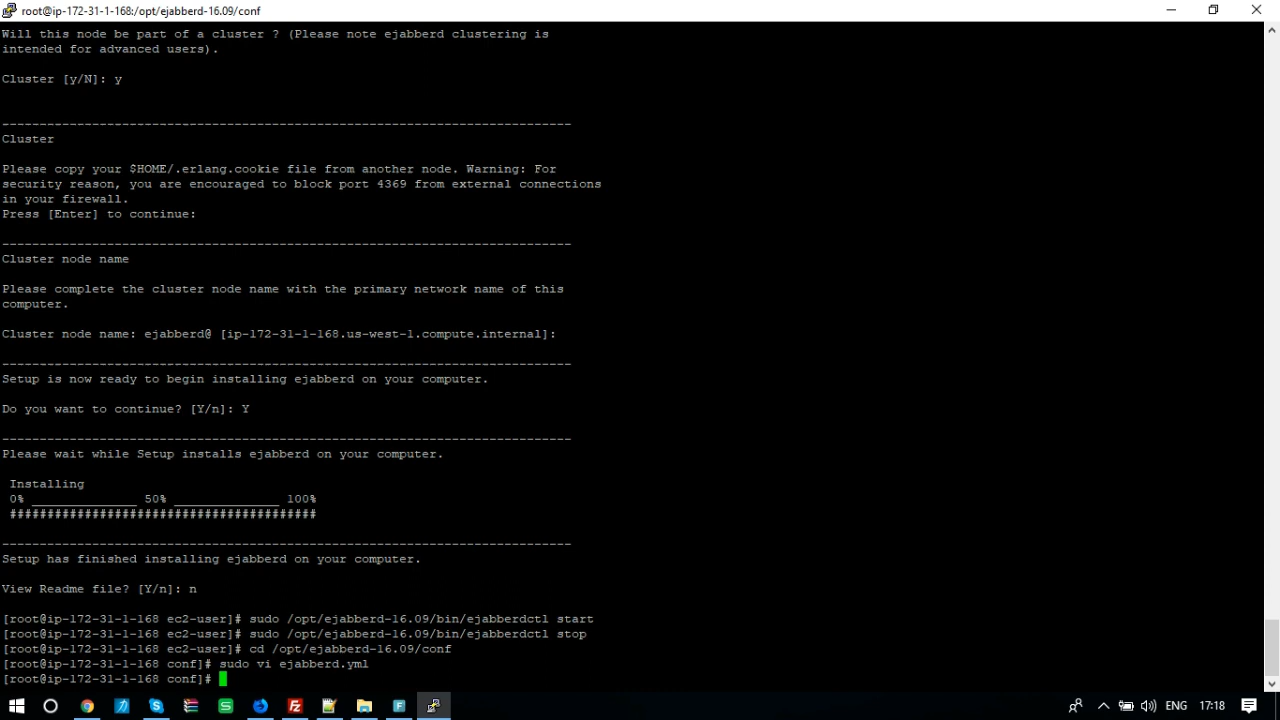 root@ip-172-31-1-168:/opt/ejabberd-16.09/conf
Will this node be part of a cluster ? (Please note ejabberd clustering is
intended for advanced users).
Cluster [y/N]: y
----------------------------------------------------------------------------
Cluster
Please copy your $HOME/.erlang.cookie file from another node. Warning: For
security reason, you are encouraged to block port 4369 from external connections
in your firewall.
Press [Enter] to continue:
----------------------------------------------------------------------------
Cluster node name
Please complete the cluster node name with the primary network name of this
computer.
Cluster node name: ejabberd@ [ip-172-31-1-168.us-west-1.compute.internal]:
----------------------------------------------------------------------------
Setup is now ready to begin installing ejabberd on your computer.
Do you want to continue? [Y/n]: Y
----------------------------------------------------------------------------
Please wait while Setup installs ejabberd on your computer.
Installing
0% ______________ 50% ______________ 100%
#########################################
----------------------------------------------------------------------------
Setup has finished installing ejabberd on your computer.
View Readme file? [Y/n]: n
[root@ip-172-31-1-168 ec2-user]# sudo /opt/ejabberd-16.09/bin/ejabberdctl start
[root@ip-172-31-1-168 ec2-user]# sudo /opt/ejabberd-16.09/bin/ejabberdctl stop
[root@ip-172-31-1-168 ec2-user]# cd /opt/ejabberd-16.09/conf
[root@ip-172-31-1-168 conf]# sudo vi ejabberd.yml
[root@ip-172-31-1-168 conf]#
ENG 17:18